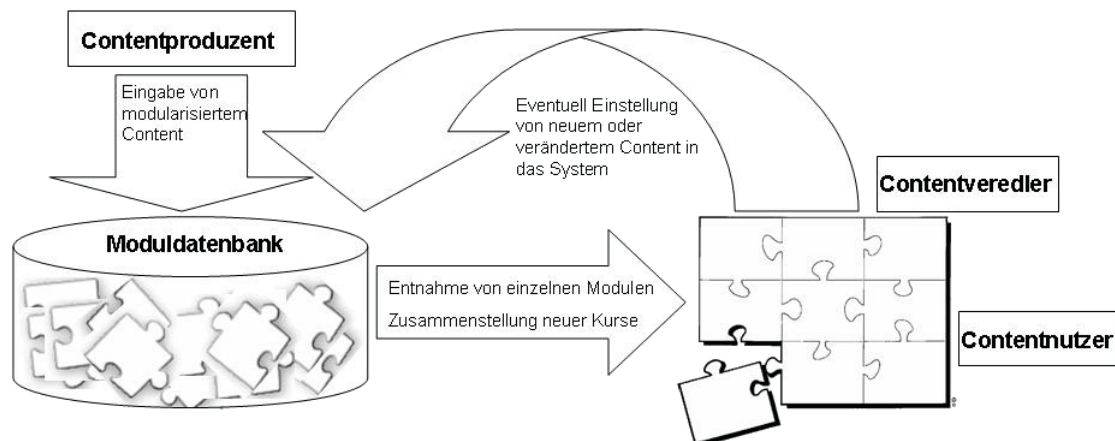 Contentproduzent
Eingabe von
modularisiertem
Content
Eventuell Einstellung
von neuem oder
verändertem Content in
das System
Contentveredler
Moduldatenbank
Entnahme von einzelnen Modulen
Zusammenstellung neuer Kurse
Contentnutzer